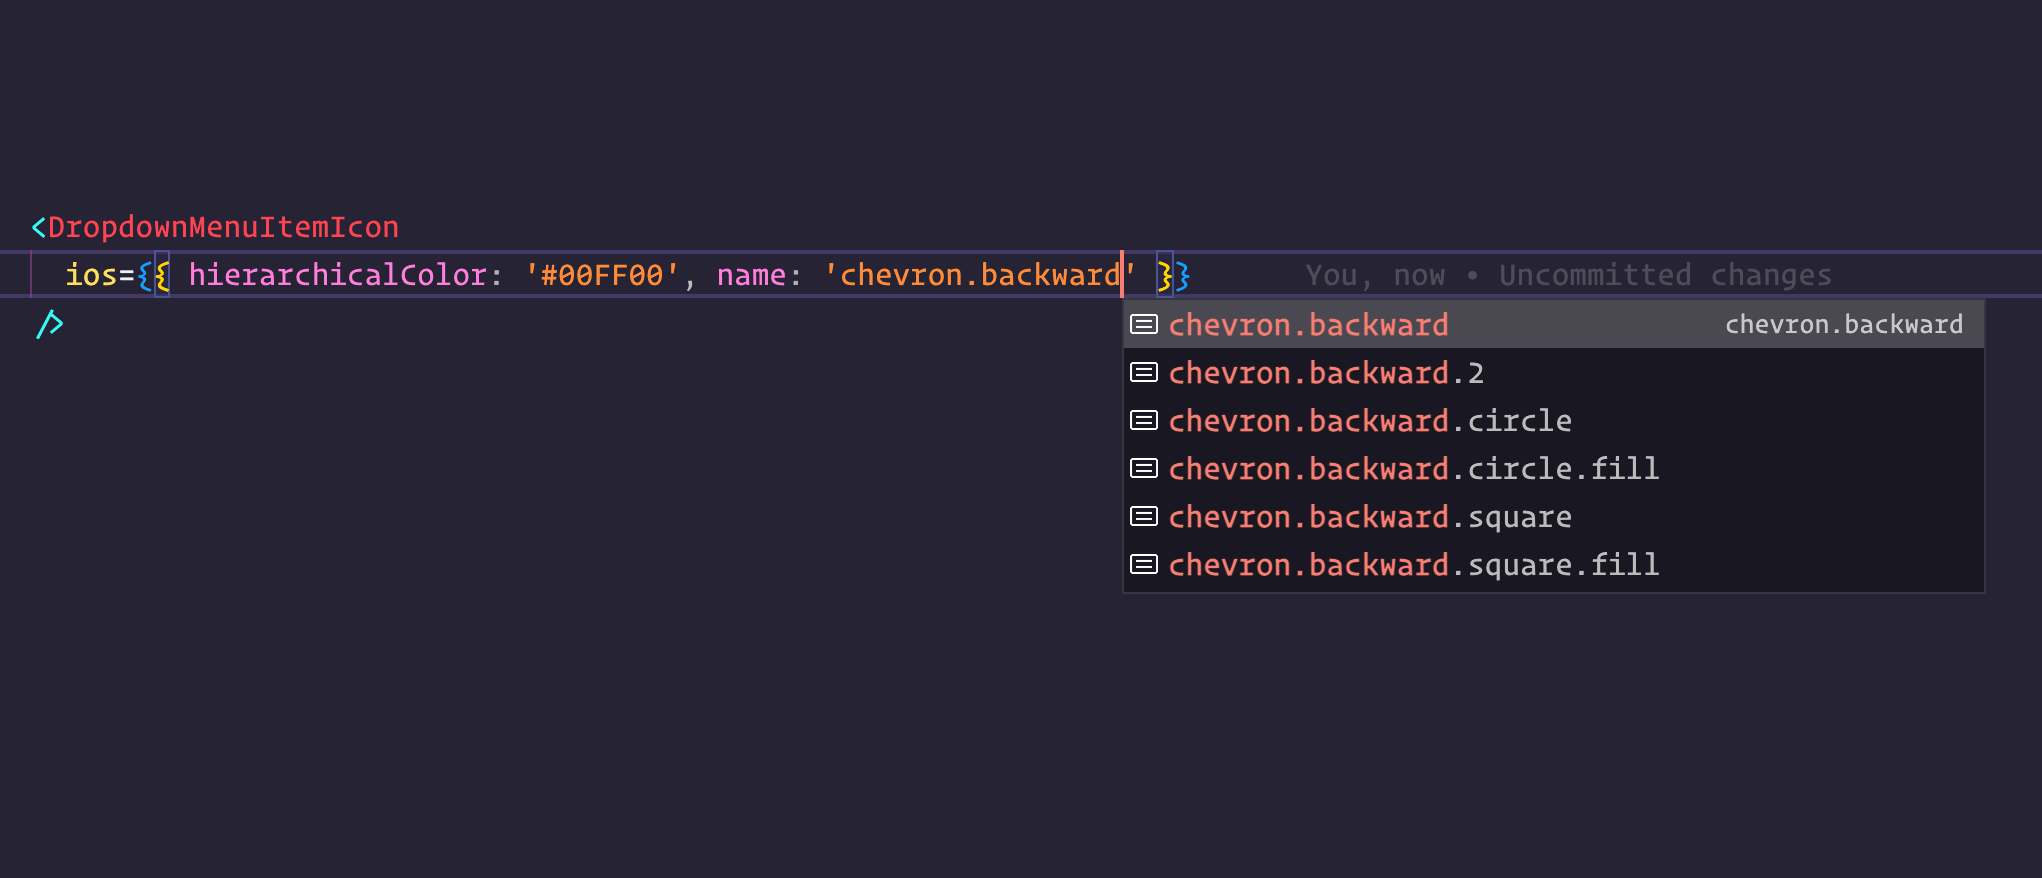 <DropdownMenuItemIcon
ios={{ hierarchicalColor: '#00FF00', name: 'chevron.backward' }} You, now • Uncommitted changes
/>
chevron.backward chevron.backward
chevron.backward.2
chevron.backward.circle
chevron.backward.circle.fill
chevron.backward.square
chevron.backward.square.fill